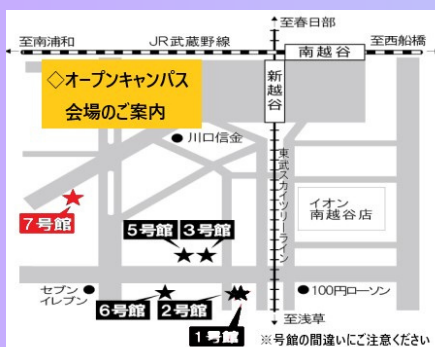 至春日部
至南浦和
JR武蔵野線
南越谷
至西船橋
◇オープンキャンパス
会場のご案内
新越谷
川口信金
東武スカイツリーライン
イオン
南越谷店
7号館
5号館
3号館
セブン
イレブン
6号館
2号館
100円ローソン
1号館
至浅草
※号館の間違いにご注意ください